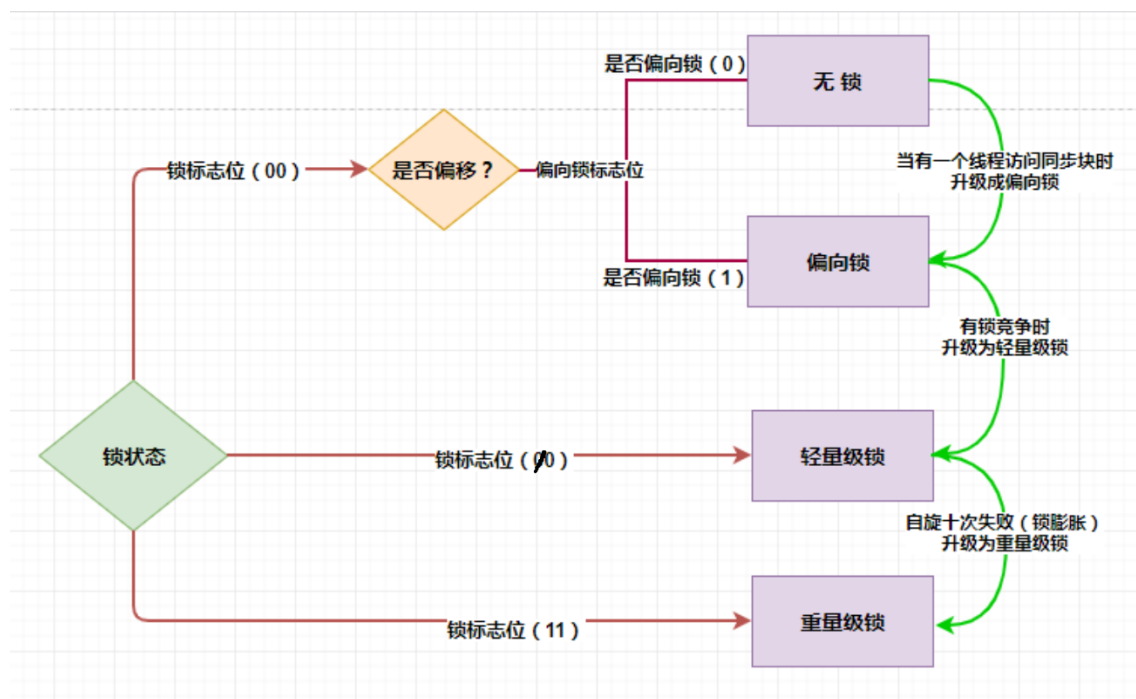 是否偏向锁（0）
无 锁
锁标志位（00）
是否偏移？
偏向锁标志位
当有一个线程访问同步块时
升级成偏向锁
偏向锁
是否偏向锁（1）
有锁竞争时
升级为轻量级锁
锁状态
锁标志位（00）
轻量级锁
自旋十次失败（锁膨胀）
升级为重量级锁
锁标志位（11）
重量级锁